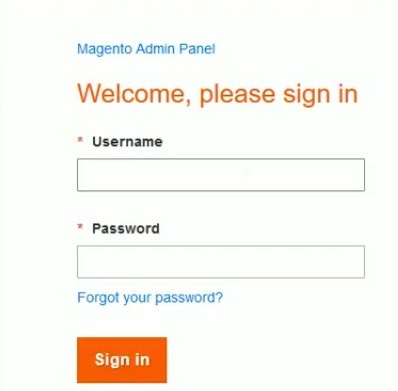 Magento Admin Panel
Welcome, please sign in
* Username
* Password
Forgot your password?
Sign in